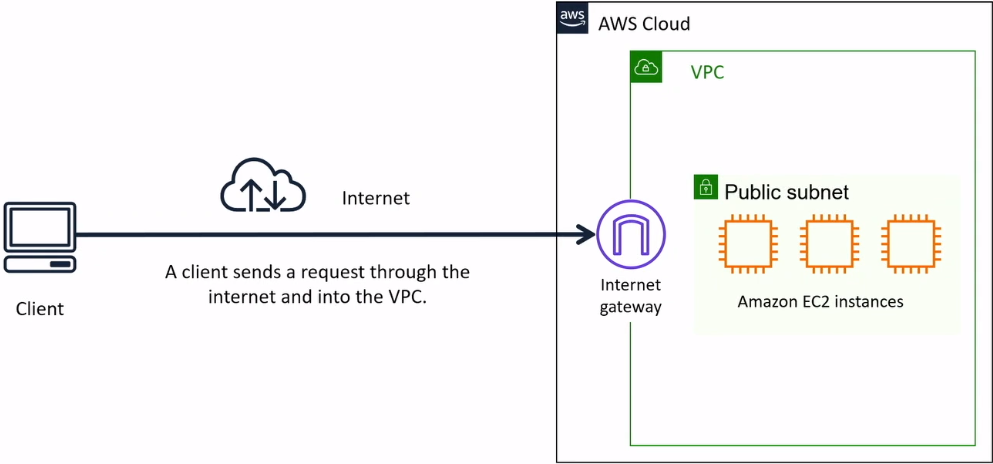 aws
AWS Cloud
VPC
Internet
Public subnet
A client sends a request through the
internet and into the VPC.
Client
Internet
gateway
Amazon EC2 instances